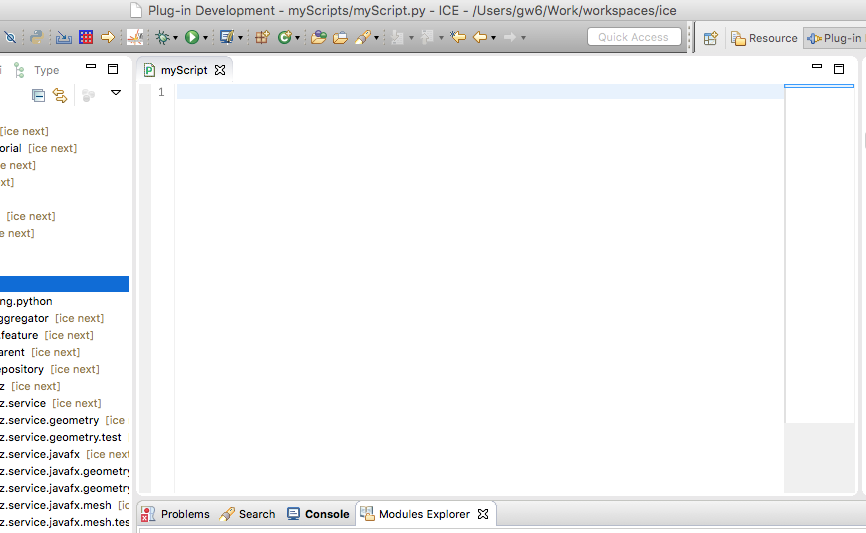 Plug-in Development - myScripts/myScript.py - ICE - /Users/gw6/Work/workspaces/ice
Quick Access
Resource
Plug-in
Type
myScript
1
[ice next]
orial [ice next]
e next]
xt]
[ice next]
e next]
ng.python
ggregator [ice next]
.feature [ice next]
arent [ice next]
epository [ice next]
z [ice next]
z.service [ice next]
z.service.geometry [ice
z.service.geometry.test
z.service.javafx [ice nex
z.service.javafx.geometry
z.service.javafx.geometry
z.service.javafx.mesh [ic
z.service.javafx.mesh.tes
Problems Search Console Modules Explorer